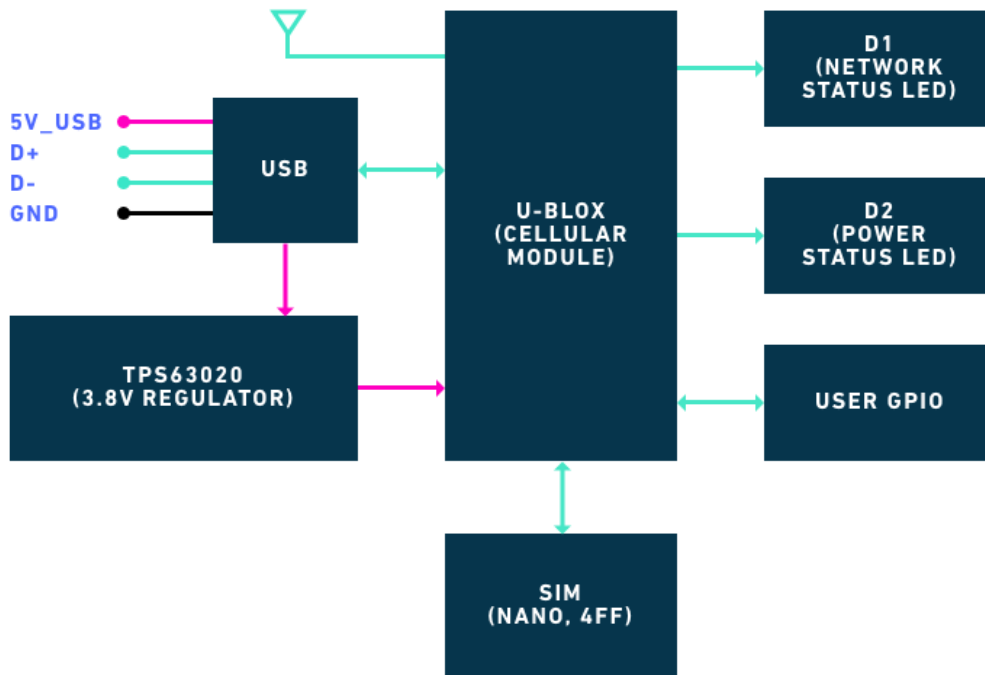 5V_USB
D+
D-
GND
USB
TPS63020
(3.8V REGULATOR)
U-BLOX
(CELLULAR
MODULE)
SIM
(NANO, 4FF)
D1
(NETWORK
STATUS LED)
D2
(POWER
STATUS LED)
USER GPIO